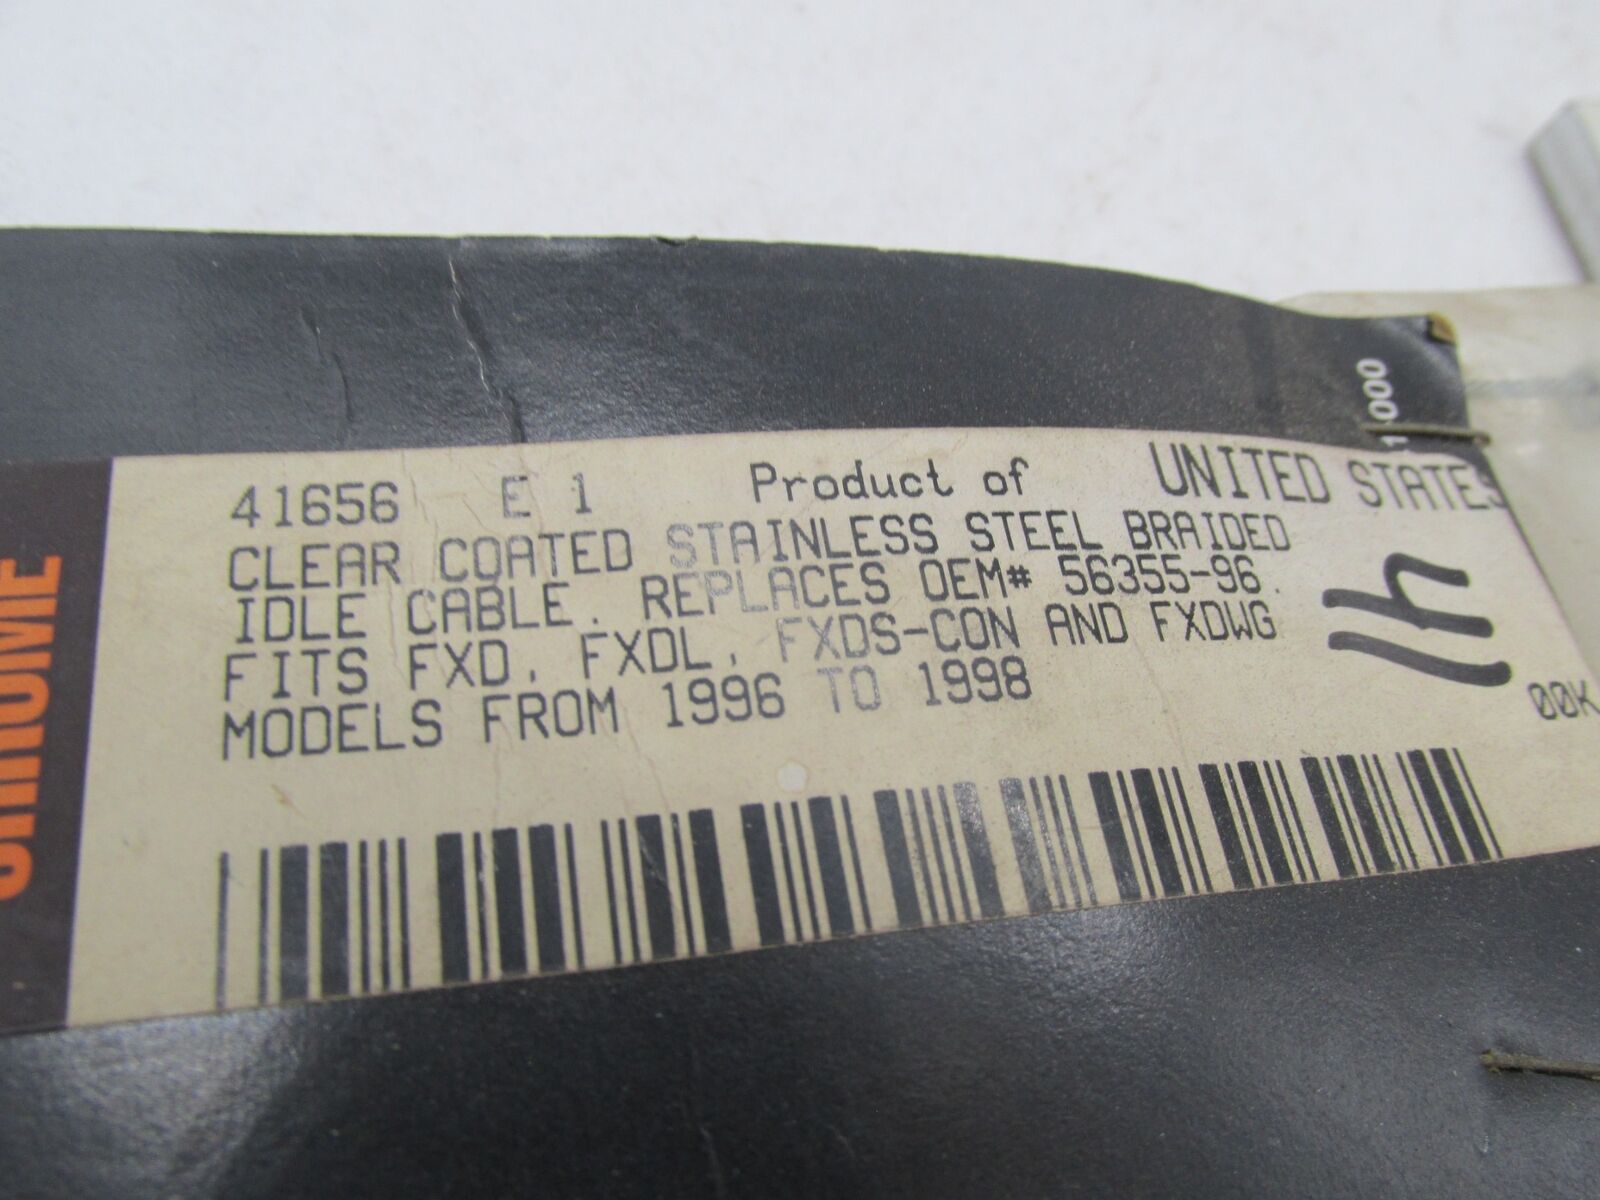 41656 E 1 Product of UNITED STATES
CLEAR COATED STAINLESS STEEL BRAIDED
IDLE CABLE. REPLACES OEM# 56355-96.
FITS FXD, FXDL, FXDS-CON AND FXDWG
MODELS FROM 1996 TO 1998
00K